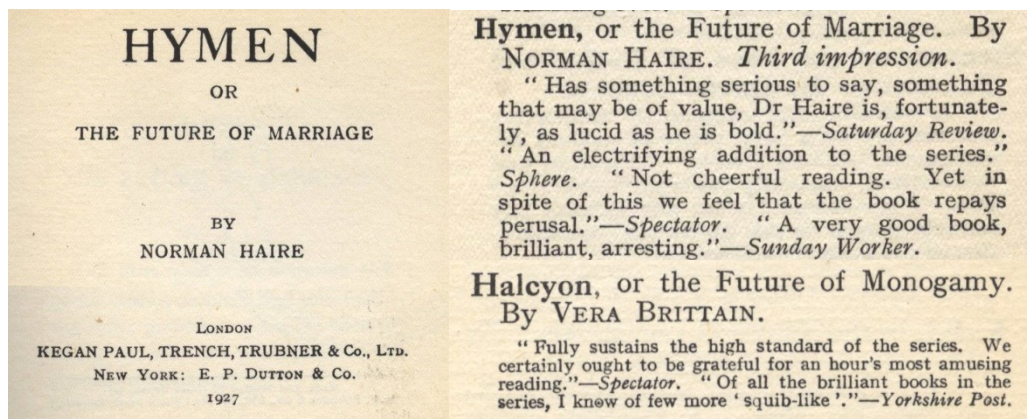 HYMEN
OR
THE FUTURE OF MARRIAGE
BY
NORMAN HAIRE
LONDON
KEGAN PAUL, TRENCH, TRUBNER & Co., LTD.
NEW YORK: E. P. DUTTON & Co.
1927
Hymen, or the Future of Marriage. By
NORMAN HAIRE. Third impression.
“ Has something serious to say, something
that may be of value, Dr Haire is, fortunate-
ly, as lucid as he is bold.”—Saturday Review.
“ An electrifying addition to the series.”
Sphere. “ Not cheerful reading. Yet in
spite of this we feel that the book repays
perusal.”—Spectator. “ A very good book,
brilliant, arresting.”—Sunday Worker.
Halcyon, or the Future of Monogamy.
By VERA BRITTAIN.
“ Fully sustains the high standard of the series. We
certainly ought to be grateful for an hour's most amusing
reading.”—Spectator. “ Of all the brilliant books in the
series, I know of few more ‘ squib-like ’.”—Yorkshire Post.